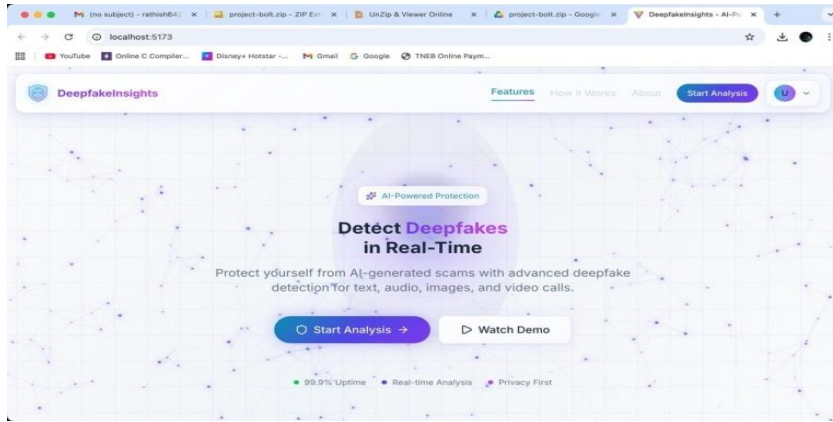 (no subject) - rathish64
project-bolt.zip - ZIP Ext
UnZip & Viewer Online
project-bolt.zip - Google
DeepfakeInsights - AI-Po
localhost:5173
YouTube
Online C Compiler...
Disney+ Hotstar -...
Gmail
Google
TNEB Online Paym...
DeepfakeInsights
Features
How it Works
About
Start Analysis
U
AI-Powered Protection
Detect Deepfakes
in Real-Time
Protect yourself from AI-generated scams with advanced deepfake
detection for text, audio, images, and video calls.
Start Analysis →
Watch Demo
99.9% Uptime
Real-time Analysis
Privacy First